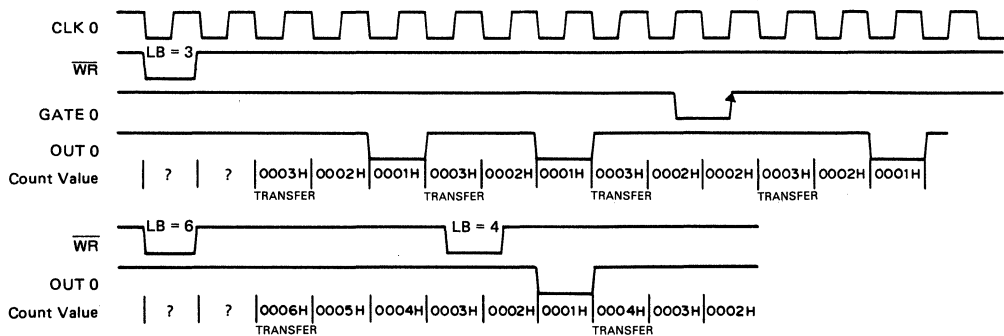 CLK 0
LB = 3
WR
GATE 0
OUT 0
Count Value ? ? 0003H 0002H 0001H 0003H 0002H 0001H 0003H 0002H 0002H 0003H 0002H 0001H
TRANSFER TRANSFER TRANSFER TRANSFER
LB = 6 LB = 4
WR
OUT 0
Count Value ? ? 0006H 0005H 0004H 0003H 0002H 0001H 0004H 0003H 0002H
TRANSFER TRANSFER